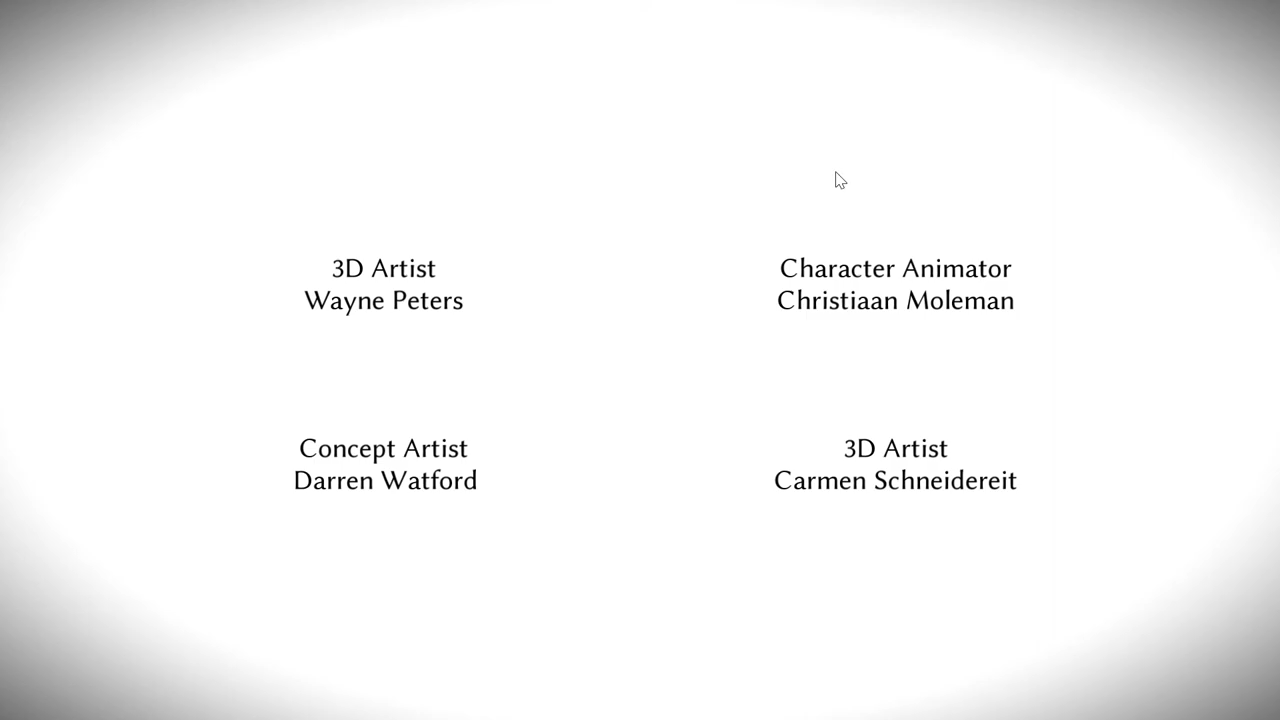 3D Artist
Wayne Peters
Character Animator
Christiaan Moleman
Concept Artist
Darren Watford
3D Artist
Carmen Schneidereit